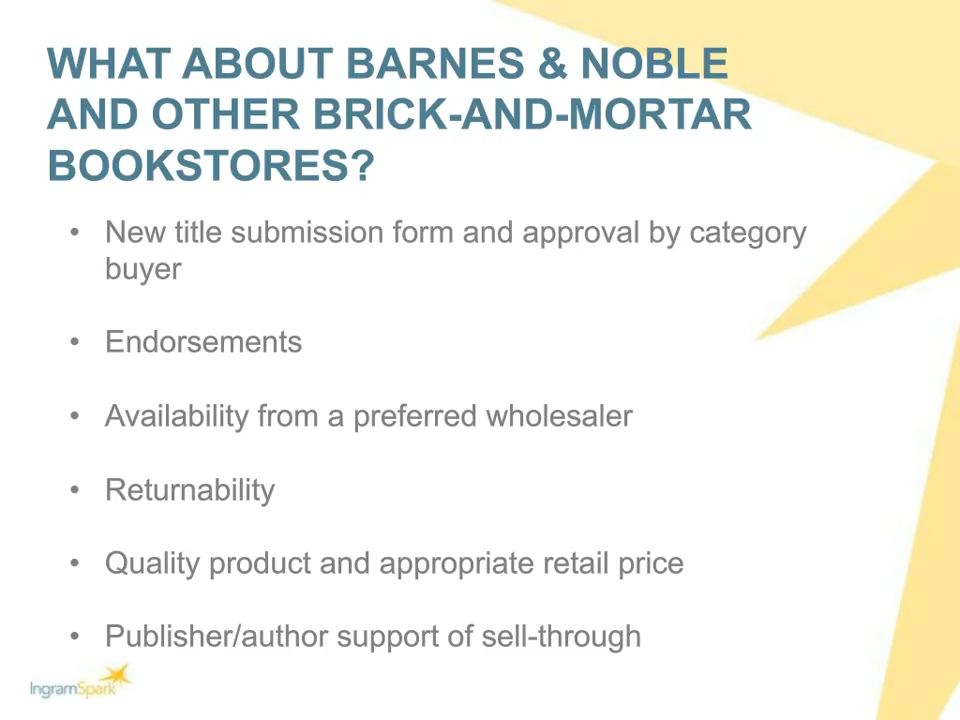 WHAT ABOUT BARNES & NOBLE
AND OTHER BRICK-AND-MORTAR
BOOKSTORES?
• New title submission form and approval by category
buyer
• Endorsements
• Availability from a preferred wholesaler
• Returnability
• Quality product and appropriate retail price
• Publisher/author support of sell-through
IngramSpark